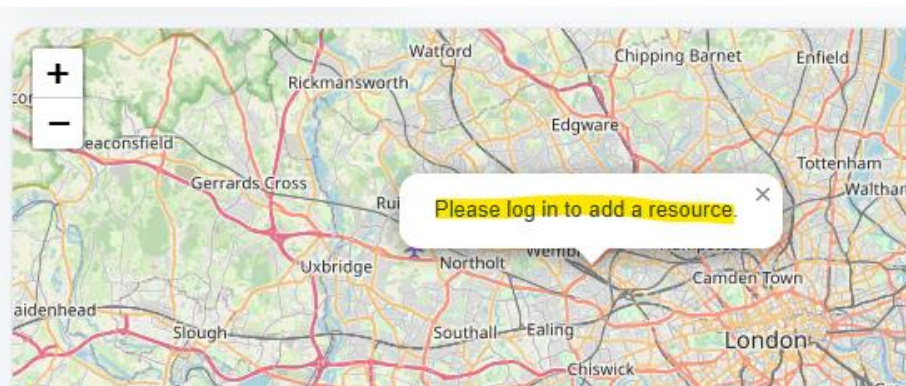 Watford
Chipping Barnet
Enfield
+
Rickmansworth
Edgware
−
eaconsfield
Tottenham
Gerrards Cross
Please log in to add a resource.
×
Uxbridge
Northolt
Camden Town
aidenhead
Slough
Southall
Ealing
London
Chiswick